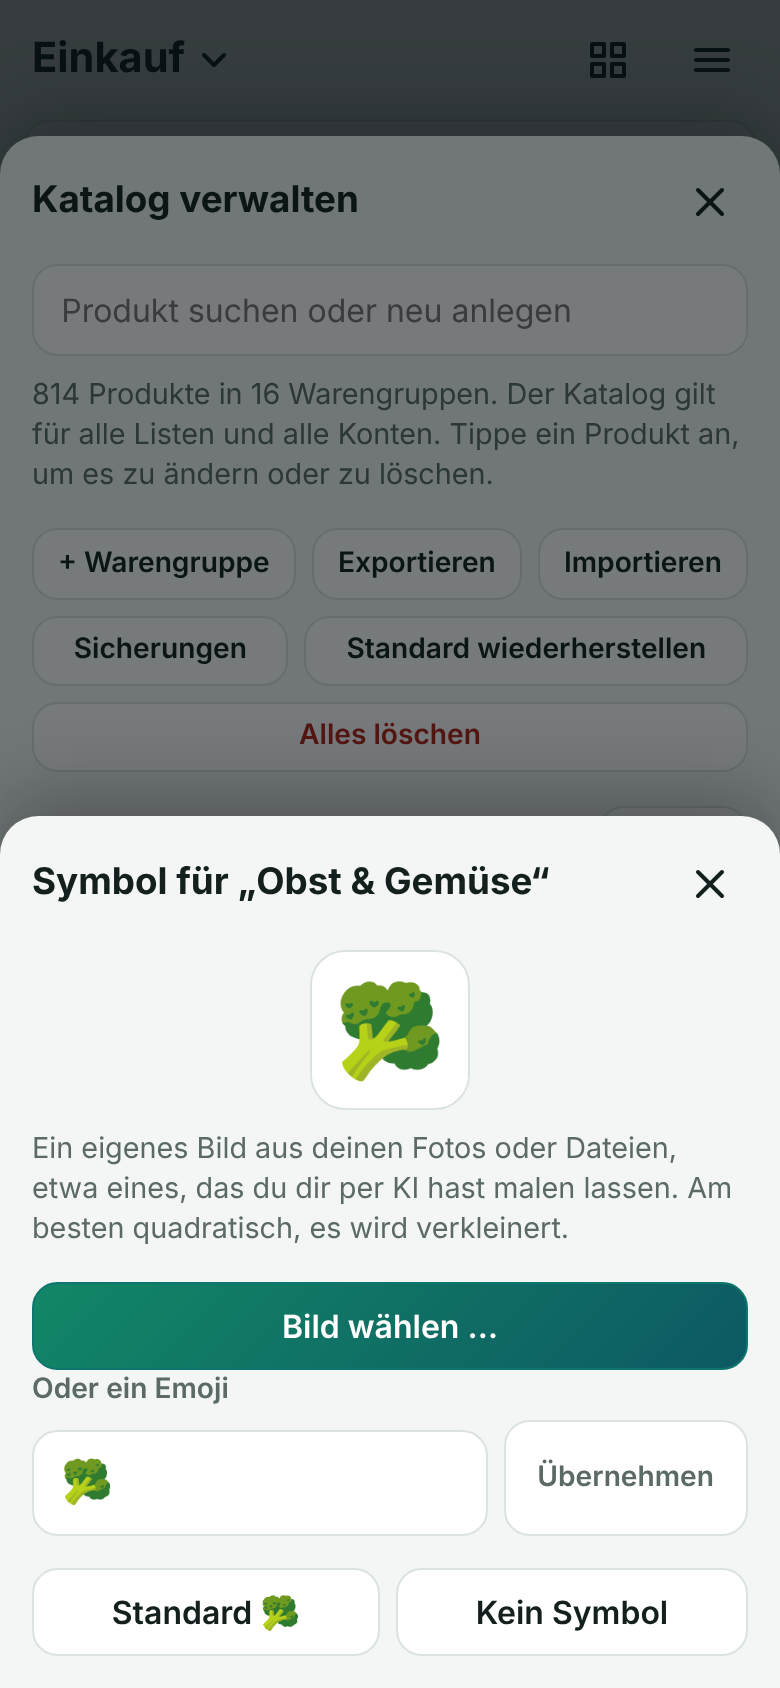 Einkauf
Katalog verwalten
Produkt suchen oder neu anlegen
814 Produkte in 16 Warengruppen. Der Katalog gilt
für alle Listen und alle Konten. Tippe ein Produkt an,
um es zu ändern oder zu löschen.
+ Warengruppe
Exportieren
Importieren
Sicherungen
Standard wiederherstellen
Alles löschen
Symbol für „Obst & Gemüse“
Ein eigenes Bild aus deinen Fotos oder Dateien,
etwa eines, das du dir per KI hast malen lassen. Am
besten quadratisch, es wird verkleinert.
Bild wählen …
Oder ein Emoji
🥦
Übernehmen
Standard 🥦
Kein Symbol